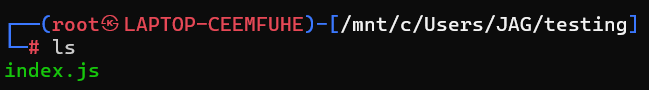 ┌──(root㉿LAPTOP-CEEMFUHE)-[/mnt/c/Users/JAG/testing]
└─# ls
index.js